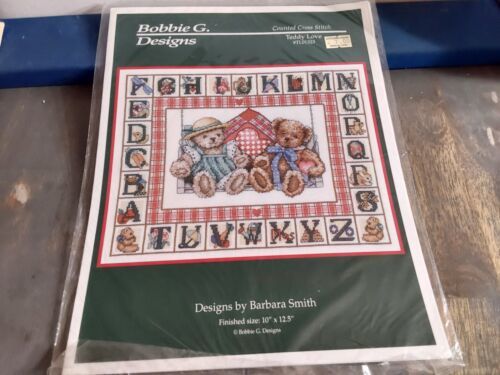 Bobbie G.
Designs
Counted Cross Stitch
Teddy Love
F G H I J K L M N
E O
D P
C Q
B R
A S
T U V W X Y Z
Designs by Barbara Smith
Finished size: 10" x 12.5"
© Bobbie G. Designs